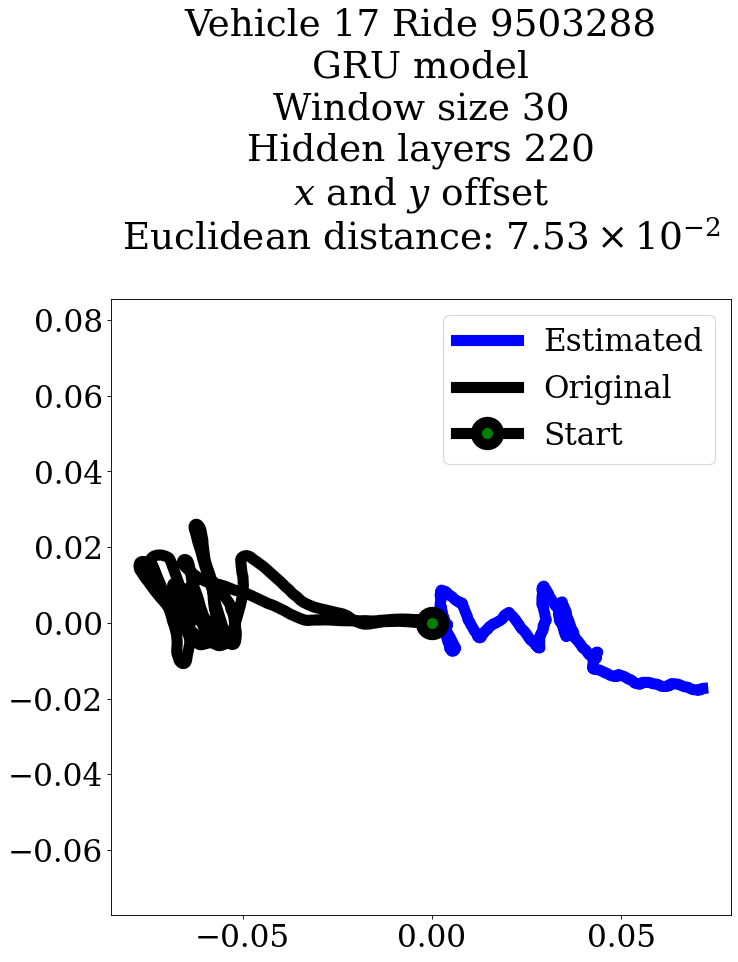 Vehicle 17 Ride 9503288
GRU model
Window size 30
Hidden layers 220
x and y offset
Euclidean distance: 7.53 × 10⁻²
Estimated
Original
Start
0.08
0.06
0.04
0.02
0.00
−0.02
−0.04
−0.06
−0.05
0.00
0.05